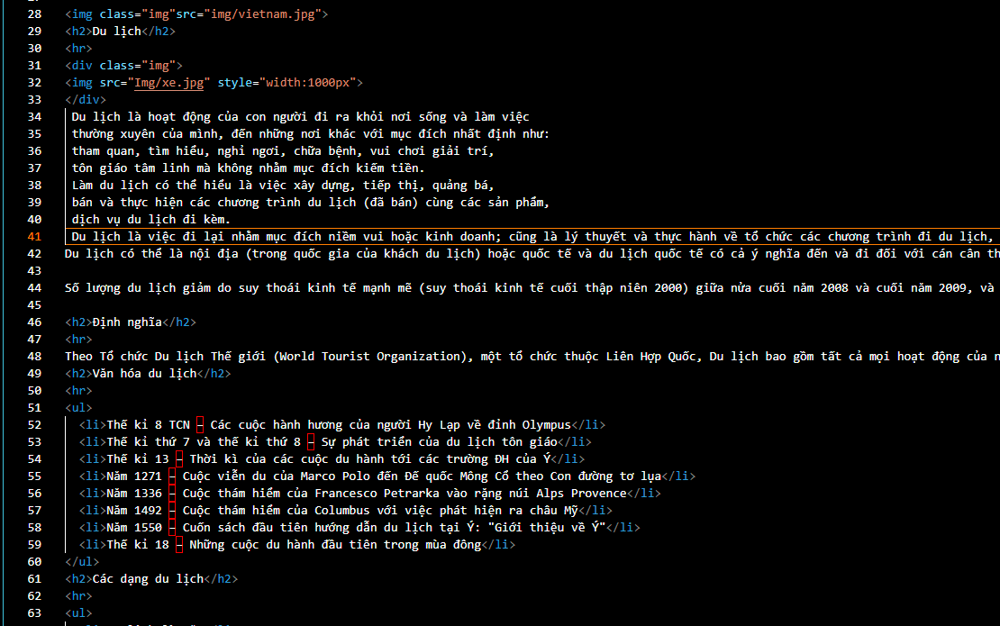 28 <img class="img"src="img/vietnam.jpg">
29 <h2>Du lịch</h2>
30 <hr>
31 <div class="img">
32 <img src="Img/xe.jpg" style="width:1000px">
33 </div>
34 Du lịch là hoạt động của con người đi ra khỏi nơi sống và làm việc
35 thường xuyên của mình, đến những nơi khác với mục đích nhất định như:
36 tham quan, tìm hiểu, nghỉ ngơi, chữa bệnh, vui chơi giải trí,
37 tôn giáo tâm linh mà không nhằm mục đích kiếm tiền.
38 Làm du lịch có thể hiểu là việc xây dựng, tiếp thị, quảng bá,
39 bán và thực hiện các chương trình du lịch (đã bán) cùng các sản phẩm,
40 dịch vụ du lịch đi kèm.
41 Du lịch là việc đi lại nhằm mục đích niềm vui hoặc kinh doanh; cũng là lý thuyết và thực hành về tổ chức các chương trình đi du lịch,
42 Du lịch có thể là nội địa (trong quốc gia của khách du lịch) hoặc quốc tế và du lịch quốc tế có cả ý nghĩa đến và đi đối với cán cân th
43
44 Số lượng du lịch giảm do suy thoái kinh tế mạnh mẽ (suy thoái kinh tế cuối thập niên 2000) giữa nửa cuối năm 2008 và cuối năm 2009, và
45
46 <h2>Định nghĩa</h2>
47 <hr>
48 Theo Tổ chức Du lịch Thế giới (World Tourist Organization), một tổ chức thuộc Liên Hợp Quốc, Du lịch bao gồm tất cả mọi hoạt động của n
49 <h2>Văn hóa du lịch</h2>
50 <hr>
51 <ul>
52 <li>Thế kỉ 8 TCN – Các cuộc hành hương của người Hy Lạp về đỉnh Olympus</li>
53 <li>Thế kỉ thứ 7 và thế kỉ thứ 8 – Sự phát triển của du lịch tôn giáo</li>
54 <li>Thế kỉ 13 – Thời kì của các cuộc du hành tới các trường ĐH của Ý</li>
55 <li>Năm 1271 – Cuộc viễn du của Marco Polo đến Đế quốc Mông Cổ theo Con đường tơ lụa</li>
56 <li>Năm 1336 – Cuộc thám hiểm của Francesco Petrarka vào rặng núi Alps Provence</li>
57 <li>Năm 1492 – Cuộc thám hiểm của Columbus với việc phát hiện ra châu Mỹ</li>
58 <li>Năm 1550 – Cuốn sách đầu tiên hướng dẫn du lịch tại Ý: "Giới thiệu về Ý"</li>
59 <li>Thế kỉ 18 – Những cuộc du hành đầu tiên trong mùa đông</li>
60 </ul>
61 <h2>Các dạng du lịch</h2>
62 <hr>
63 <ul>